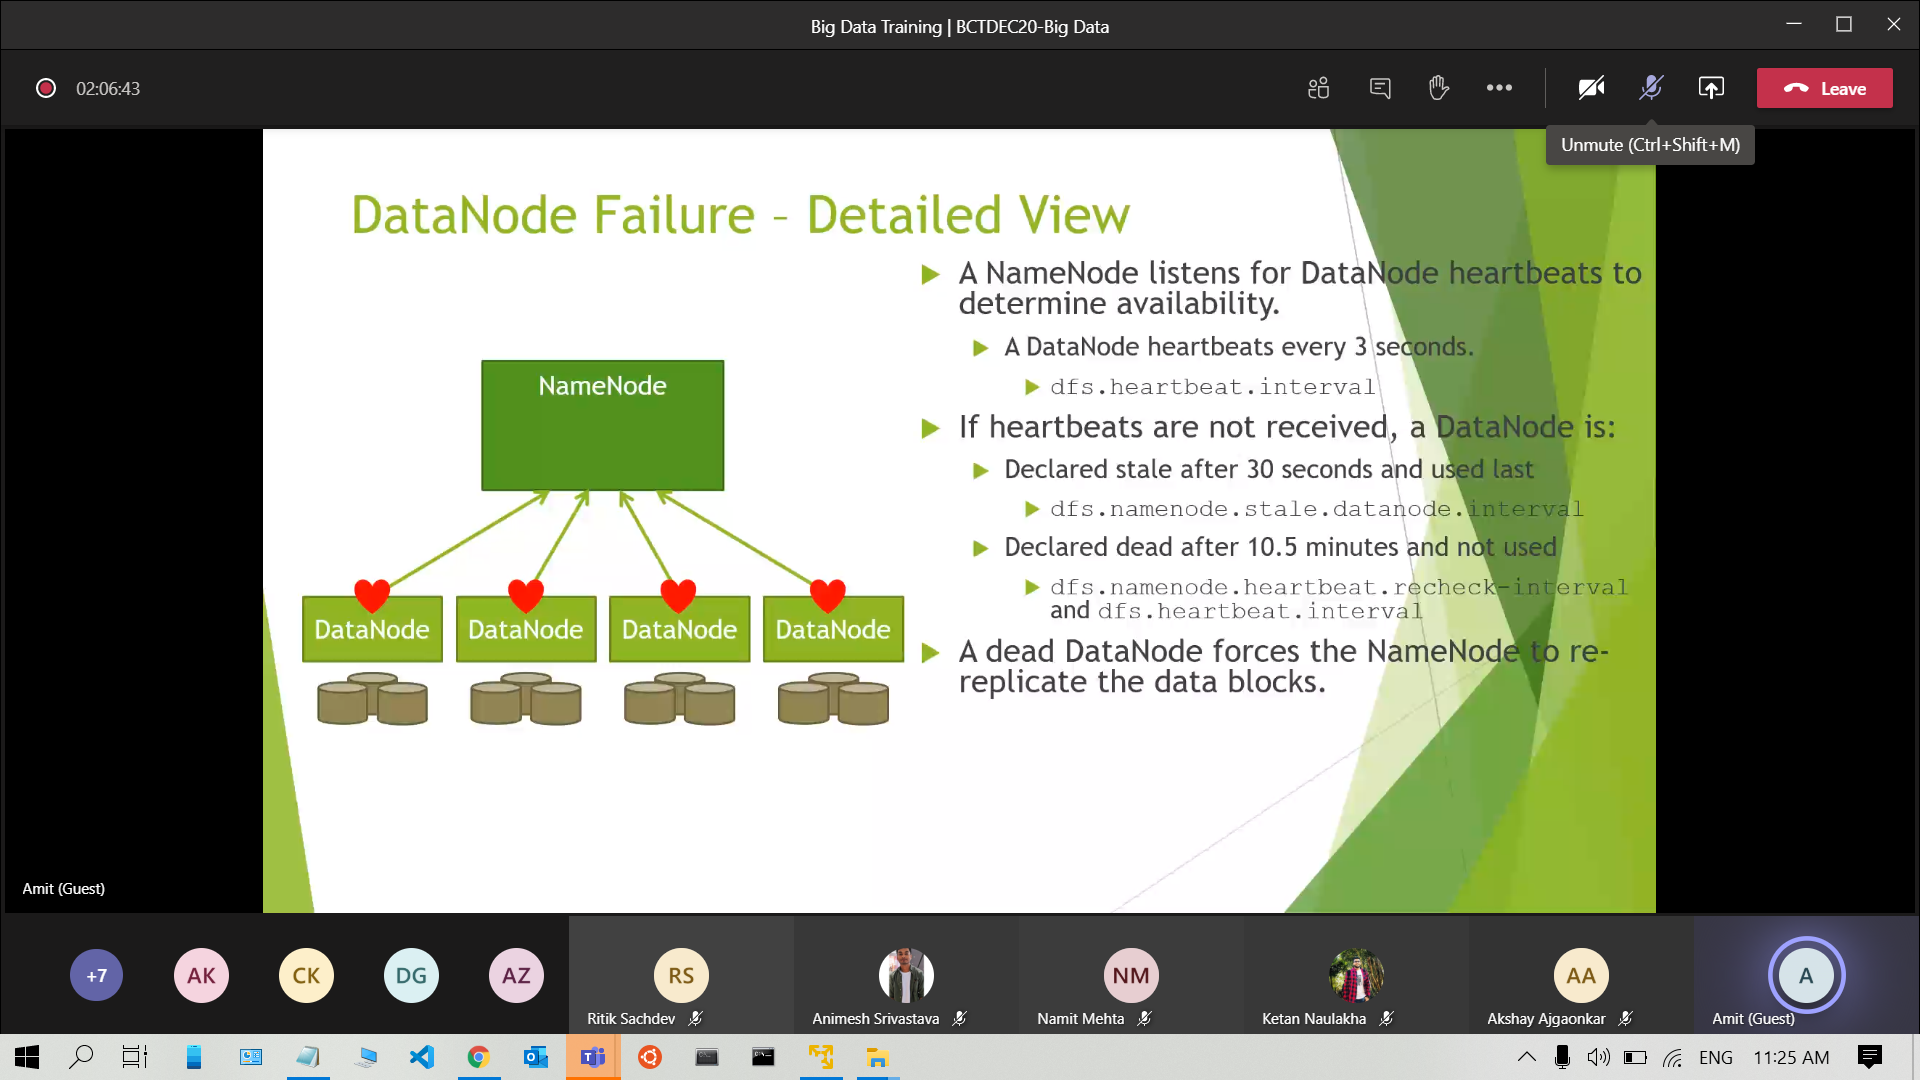 Big Data Training | BCTDEC20-Big Data
02:06:43
Leave
Unmute (Ctrl+Shift+M)
DataNode Failure – Detailed View
A NameNode listens for DataNode heartbeats to
determine availability.
A DataNode heartbeats every 3 seconds.
dfs.heartbeat.interval
If heartbeats are not received, a DataNode is:
Declared stale after 30 seconds and used last
dfs.namenode.stale.datanode.interval
Declared dead after 10.5 minutes and not used
dfs.namenode.heartbeat.recheck-interval
and dfs.heartbeat.interval
A dead DataNode forces the NameNode to re-
replicate the data blocks.
NameNode
DataNode DataNode DataNode DataNode
Amit (Guest)
+7 AK CK DG AZ RS NM AA A
Ritik Sachdev Animesh Srivastava Namit Mehta Ketan Naulakha Akshay Ajgaonkar Amit (Guest)
ENG 11:25 AM